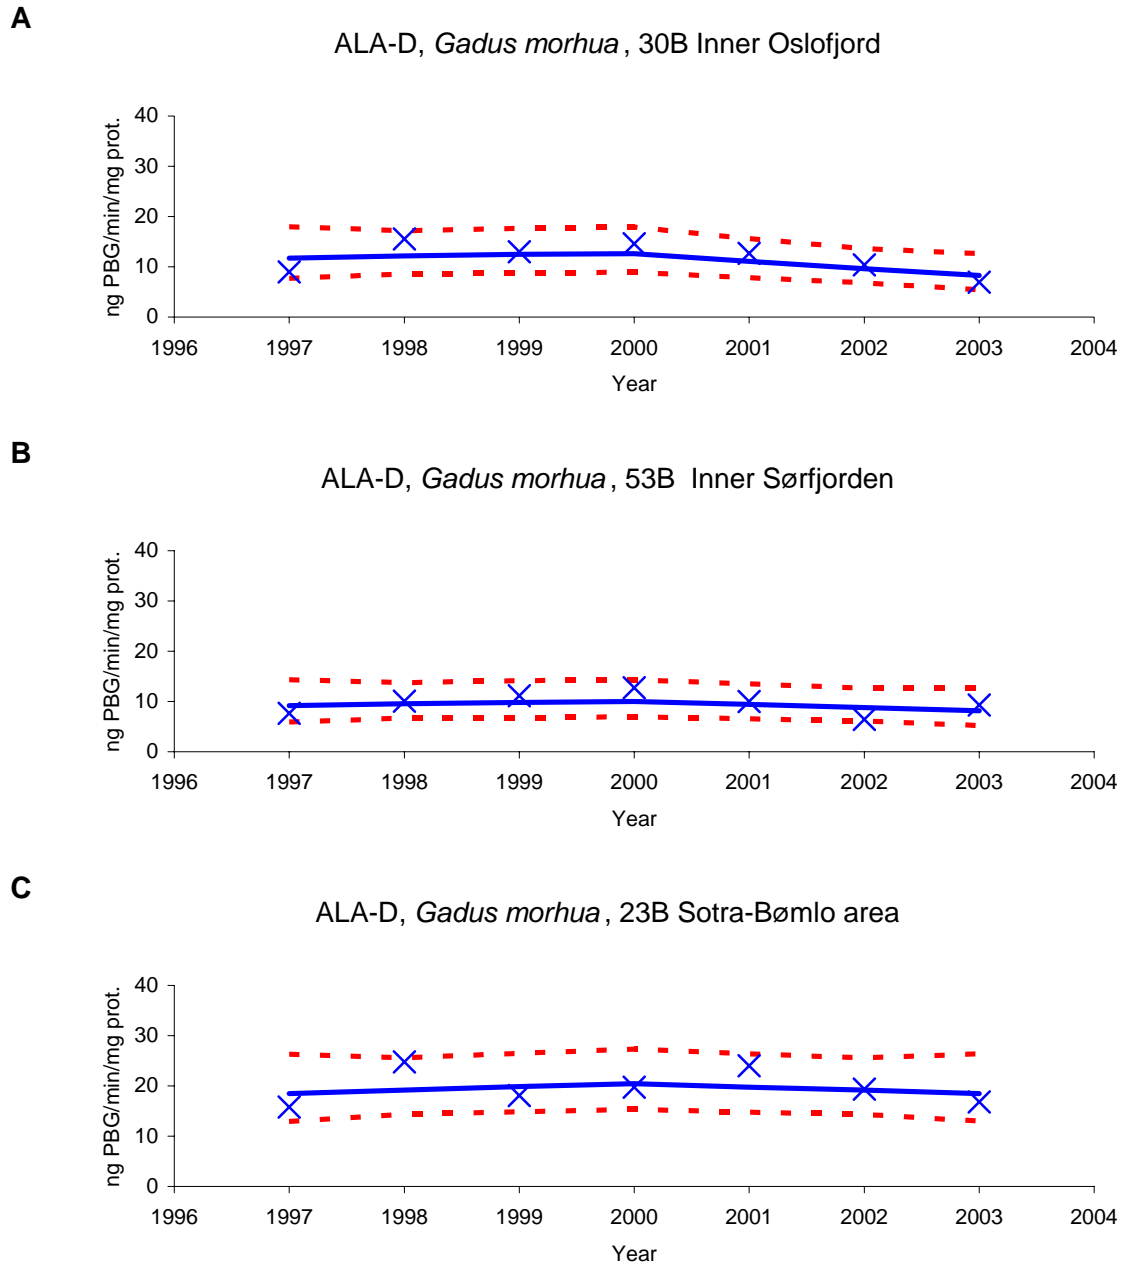 A
ALA-D, Gadus morhua, 30B Inner Oslofjord
ng PBG/min/mg prot.
40
30
20
10
0
1996 1997 1998 1999 2000 2001 2002 2003 2004
Year
B
ALA-D, Gadus morhua, 53B Inner Sørfjorden
ng PBG/min/mg prot.
40
30
20
10
0
1996 1997 1998 1999 2000 2001 2002 2003 2004
Year
C
ALA-D, Gadus morhua, 23B Sotra-Bømlo area
ng PBG/min/mg prot.
40
30
20
10
0
1996 1997 1998 1999 2000 2001 2002 2003 2004
Year